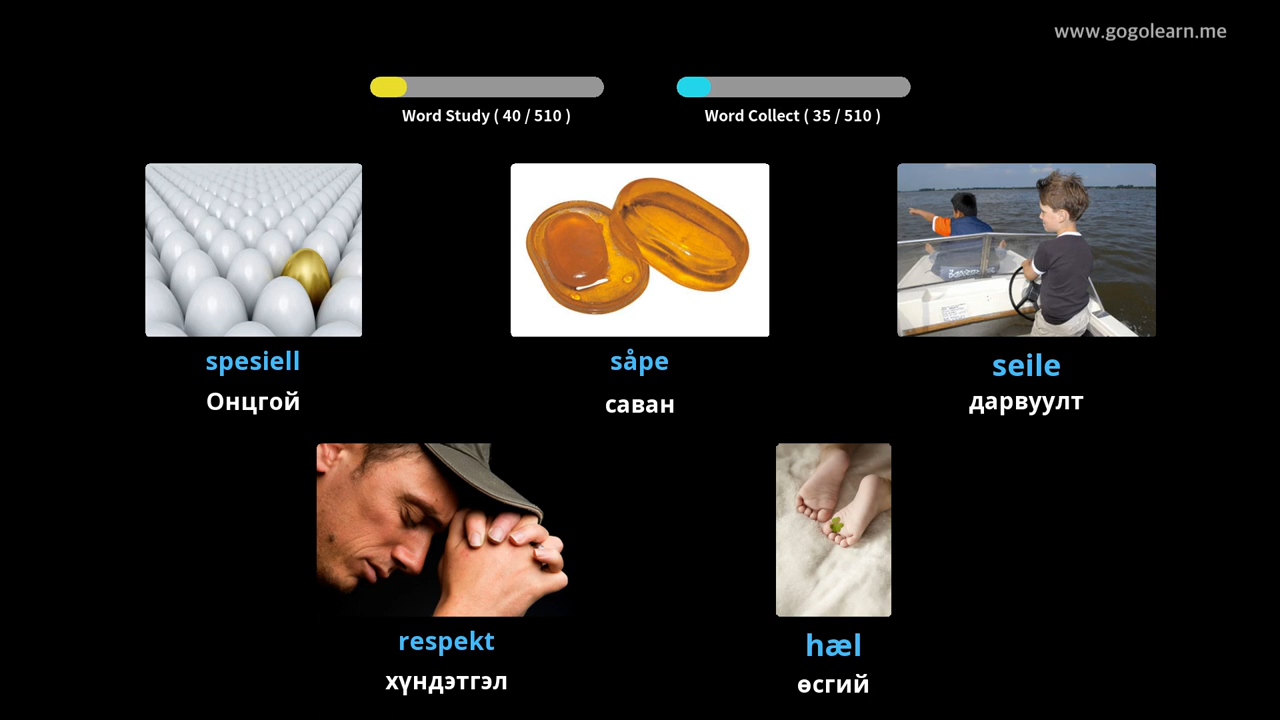 www.gogolearn.me
Word Study ( 40 / 510 )
Word Collect ( 35 / 510 )
spesiell
Онцгой
såpe
саван
seile
дарвуулт
respekt
хүндэтгэл
hæl
өсгий